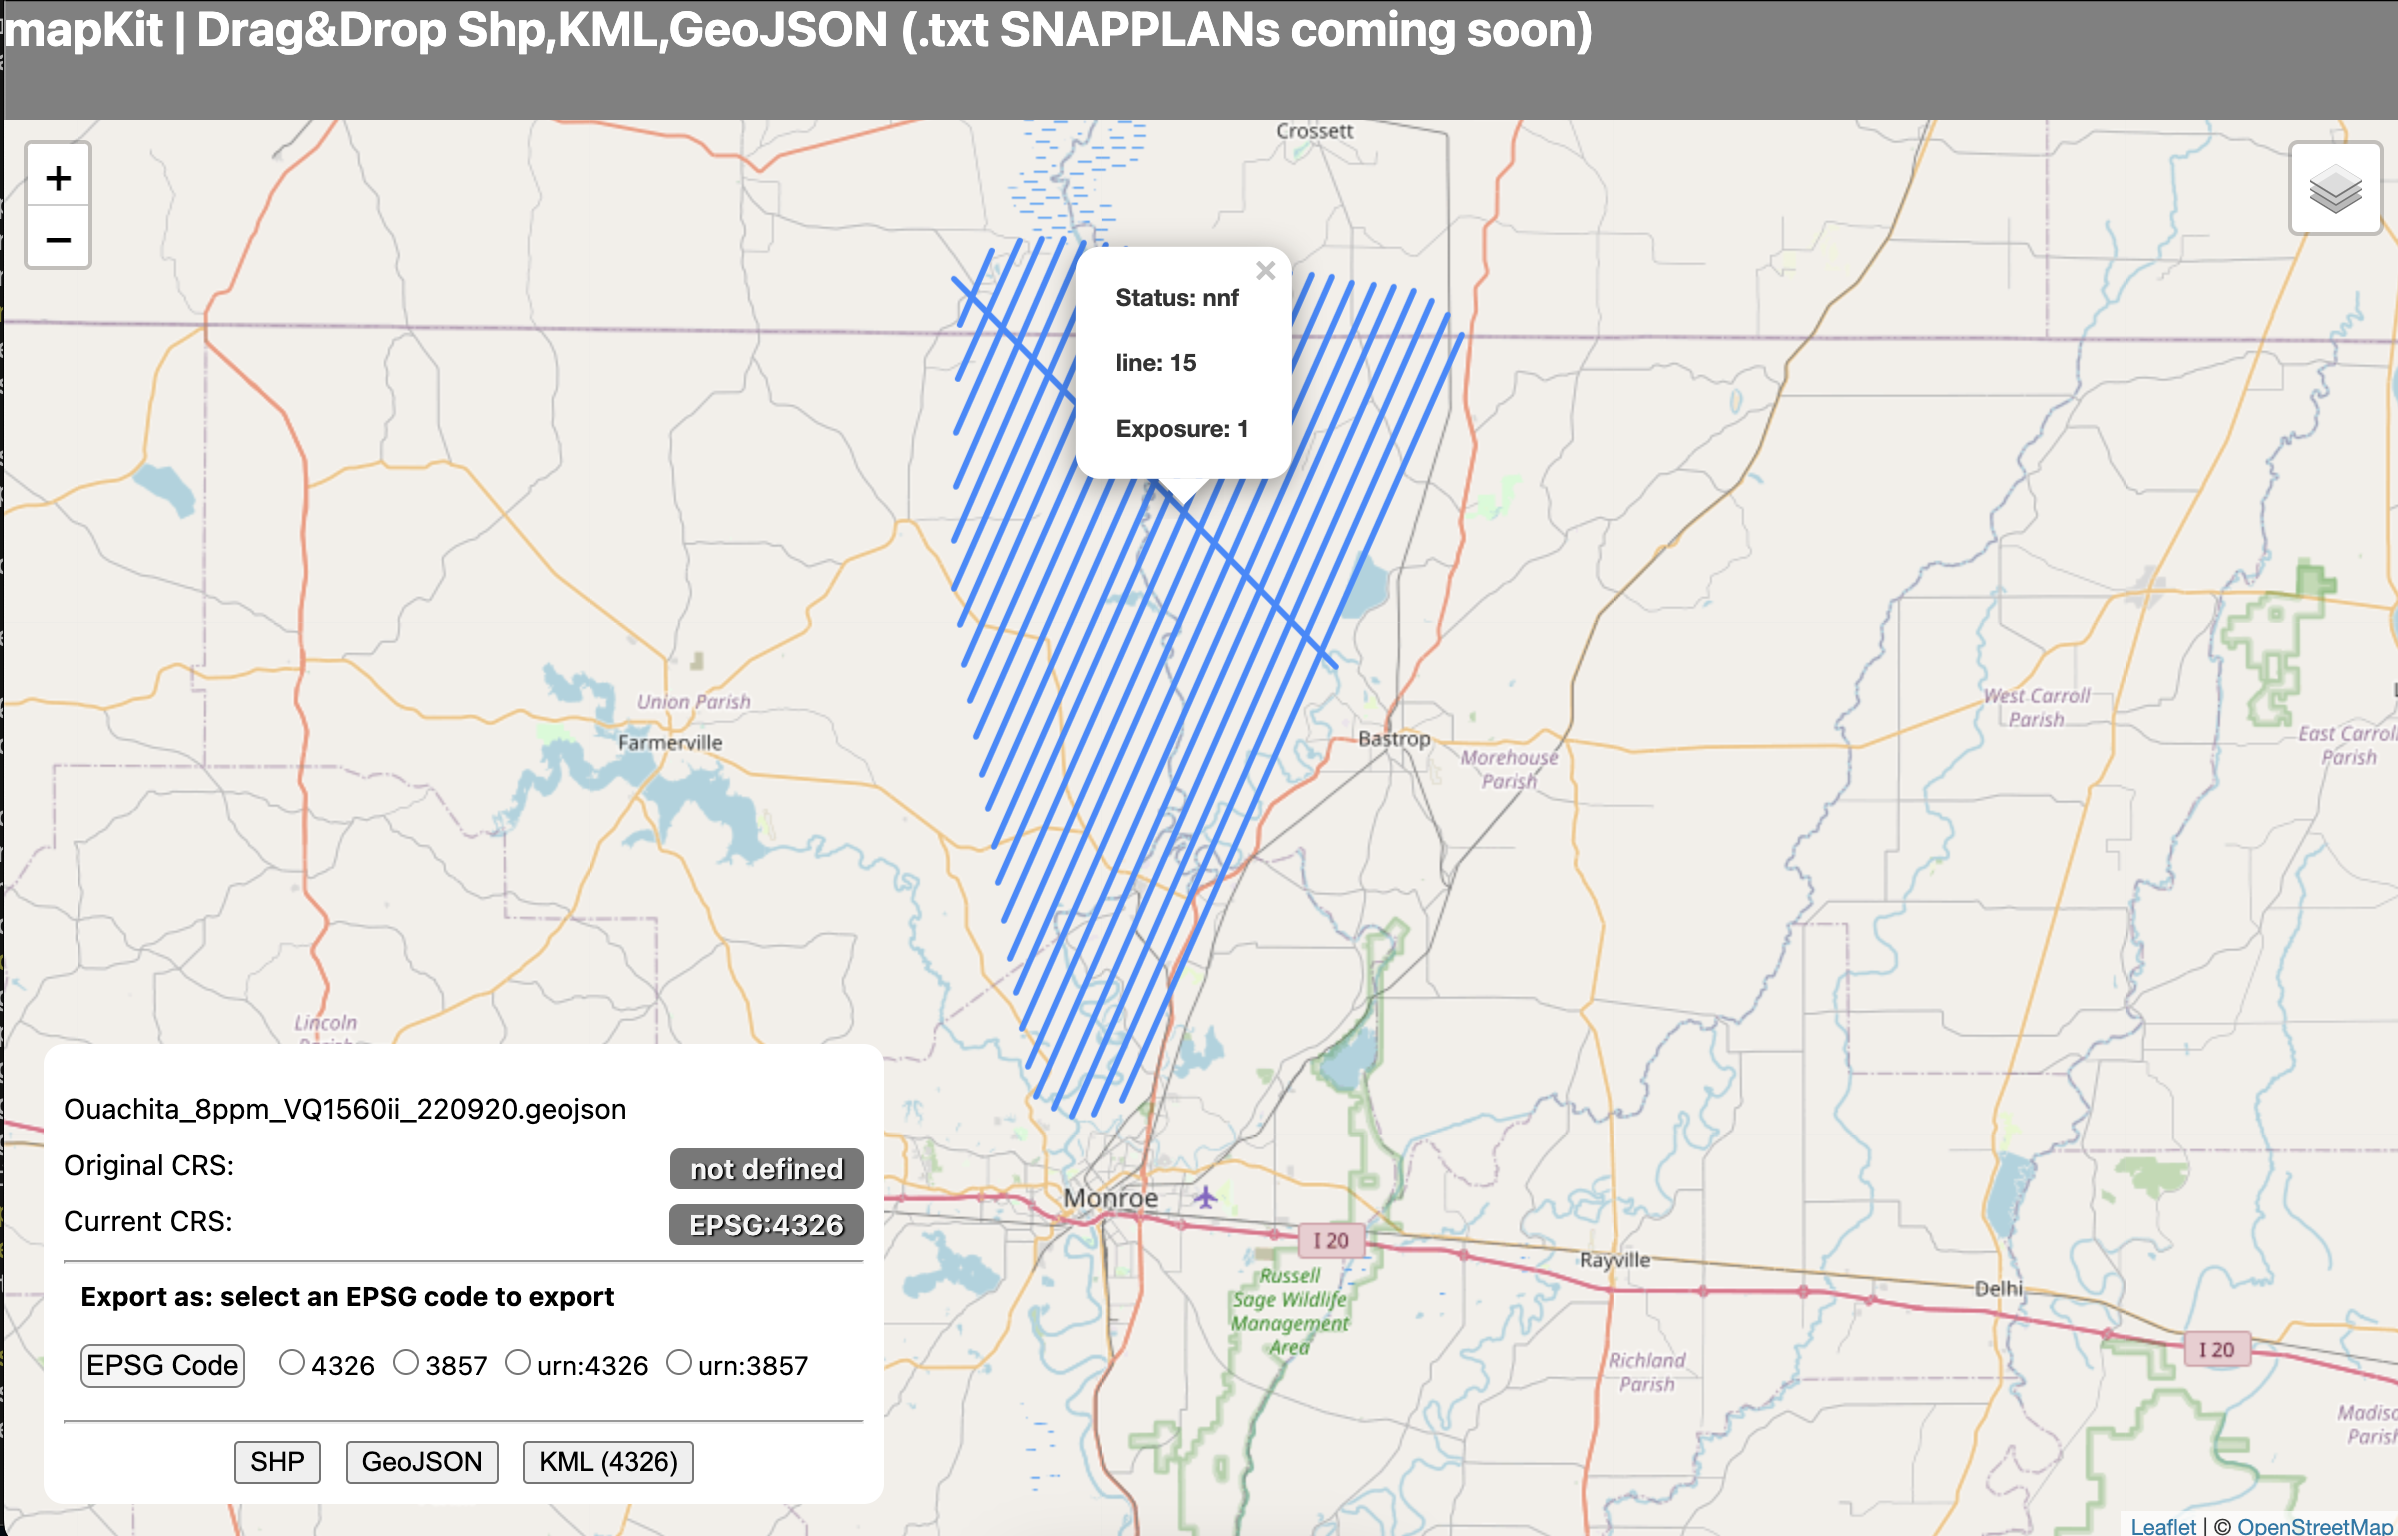 mapKit | Drag&Drop Shp,KML,GeoJSON (.txt SNAPPLANs coming soon)
Crossett
+
−
×
Status: nnf
line: 15
Exposure: 1
Union Parish
Farmerville
Bastrop
Morehouse
Parish
West Carroll
Parish
East Carroll
Parish
Lincoln
Monroe
I 20
Rayville
Delhi
I 20
Russell
Sage Wildlife
Management
Area
Richland
Parish
Parish
Ouachita_8ppm_VQ1560ii_220920.geojson
Original CRS:
not defined
Current CRS:
EPSG:4326
Export as: select an EPSG code to export
EPSG Code
4326
3857
urn:4326
urn:3857
SHP
GeoJSON
KML (4326)
Leaflet | © OpenStreetMap